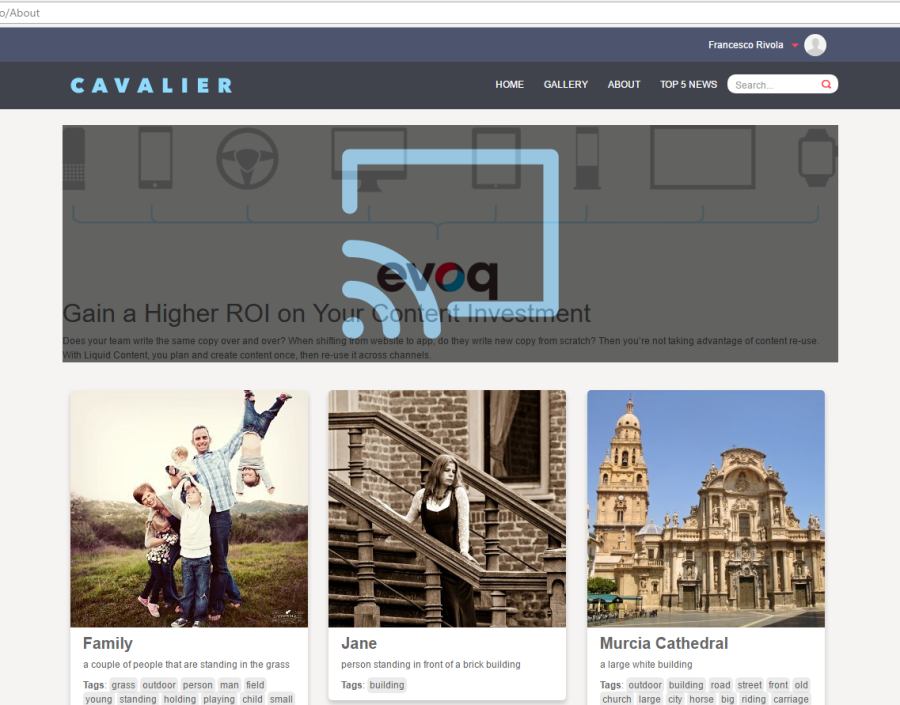 o/About
Francesco Rivola
CAVALIER
HOME GALLERY ABOUT TOP 5 NEWS Search...
evoq
Gain a Higher ROI on Your Content Investment
Does your team write the same copy over and over? When shifting from website to app, do they write new copy from scratch? Then you're not taking advantage of content re-use.
With Liquid Content, you plan and create content once, then re-use it across channels.
Family
a couple of people that are standing in the grass
Tags: grass outdoor person man field
young standing holding playing child small
Jane
person standing in front of a brick building
Tags: building
Murcia Cathedral
a large white building
Tags: outdoor building road street front old
church large city horse big riding carriage